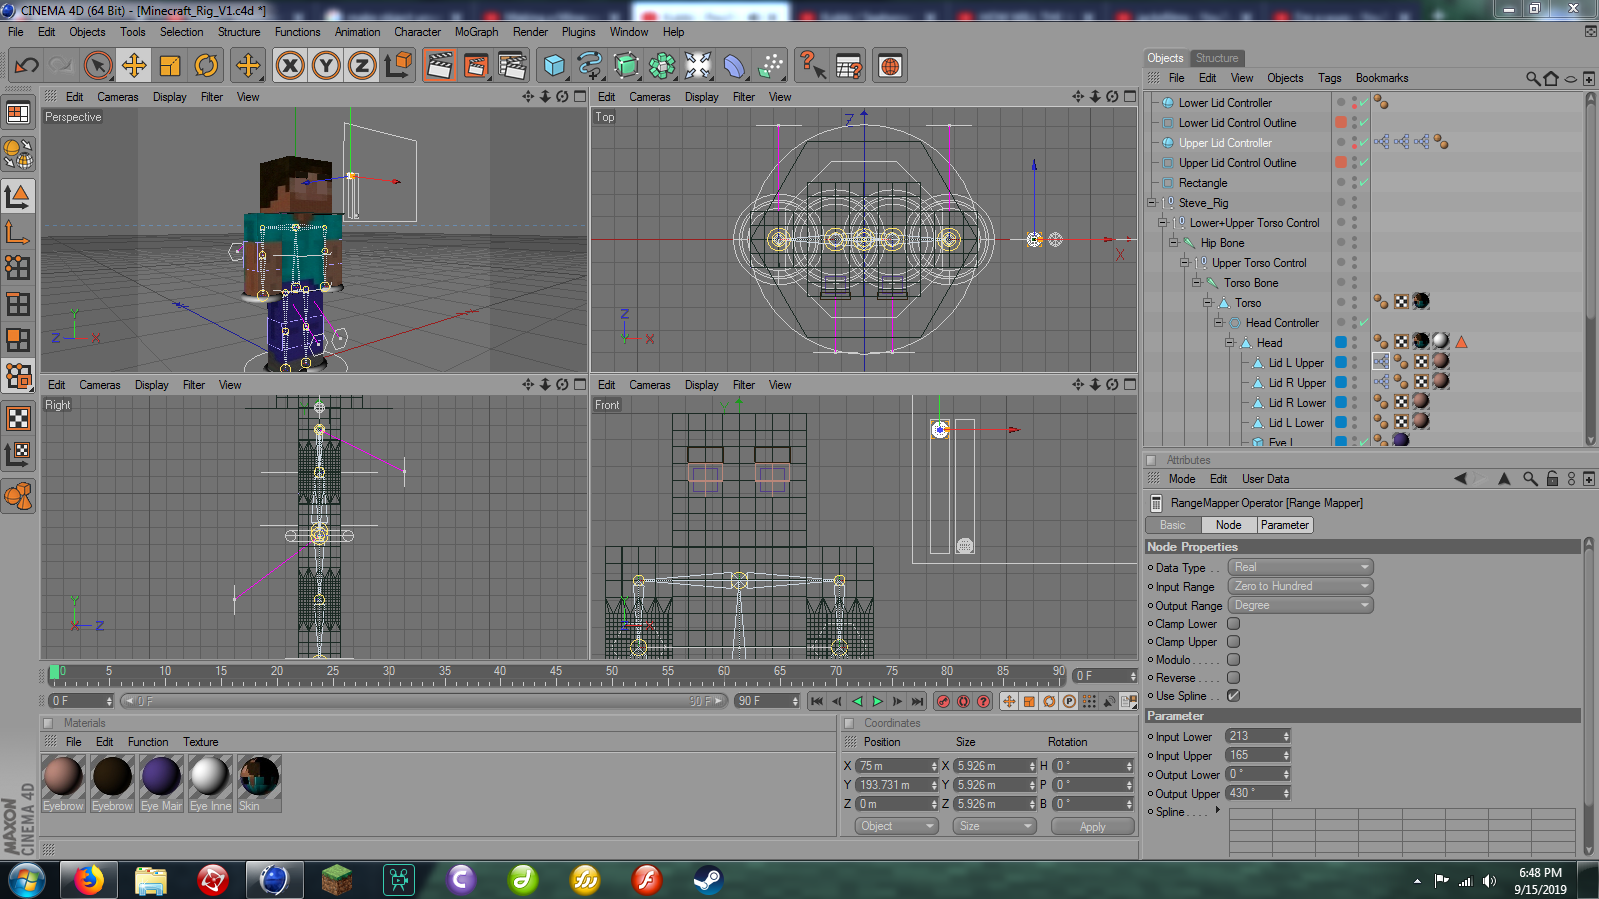 CINEMA 4D (64 Bit) - [Minecraft_Rig_V1.c4d *]
File Edit Objects Tools Selection Structure Functions Animation Character MoGraph Render Plugins Window Help
Edit Cameras Display Filter View
Perspective
Y
Z X
Edit Cameras Display Filter View
Top
Z
X
Z
X
Edit Cameras Display Filter View
Right
Y
X Z
Edit Cameras Display Filter View
Front
Y
X
0 5 10 15 20 25 30 35 40 45 50 55 60 65 70 75 80 85 90
0 F
0 F
0 F
90 F
90 F
Materials
File Edit Function Texture
Eyebrow
Eyebrow
Eye Mair
Eye Inne
Skin
MAXON
CINEMA 4D
Coordinates
Position Size Rotation
X 75 m X 5.926 m H 0 °
Y 193.731 m Y 5.926 m P 0 °
Z 0 m Z 5.926 m B 0 °
Object Size Apply
Objects Structure
File Edit View Objects Tags Bookmarks
Lower Lid Controller
Lower Lid Control Outline
Upper Lid Controller
Upper Lid Control Outline
Rectangle
Steve_Rig
Lower+Upper Torso Control
Hip Bone
Upper Torso Control
Torso Bone
Torso
Head Controller
Head
Lid L Upper
Lid R Upper
Lid R Lower
Lid L Lower
Eye L
Attributes
Mode Edit User Data
RangeMapper Operator [Range Mapper]
Basic Node Parameter
Node Properties
Data Type . . Real
Input Range Zero to Hundred
Output Range Degree
Clamp Lower
Clamp Upper
Modulo . . . . .
Reverse . . . .
Use Spline . .
Parameter
Input Lower 213
Input Upper 165
Output Lower 0 °
Output Upper 430 °
Spline . . . .
6:48 PM
9/15/2019